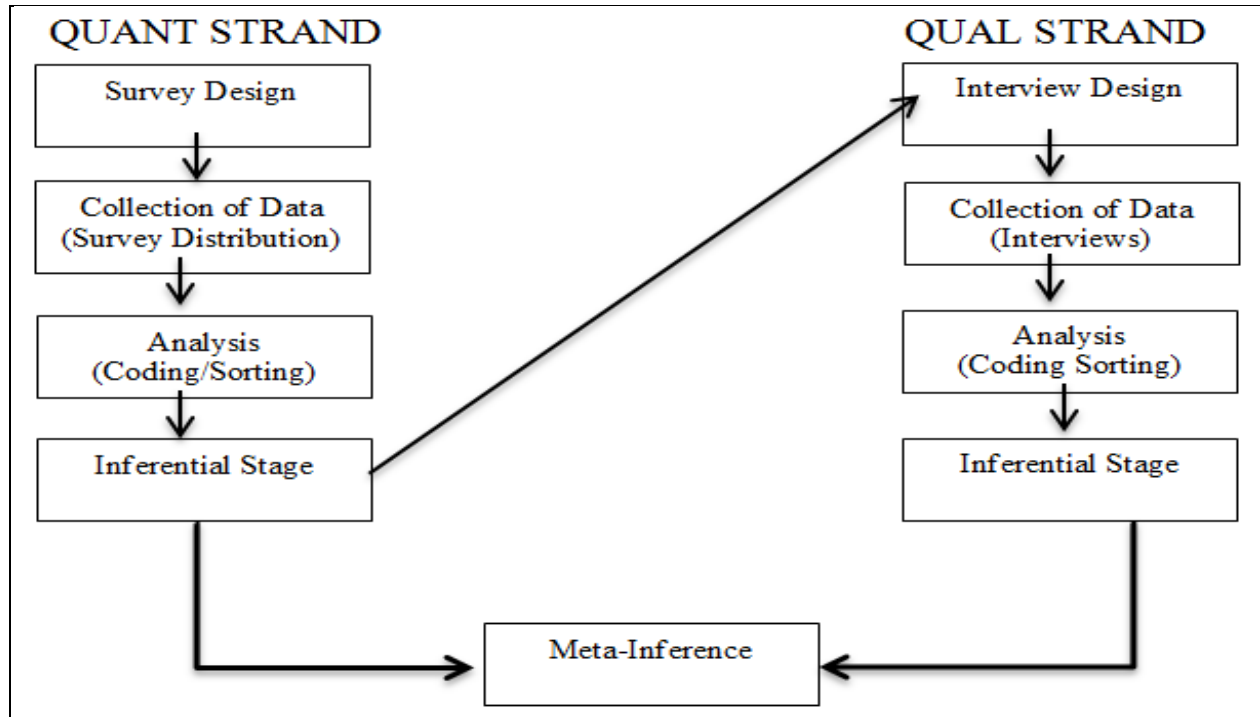 QUANT STRAND
Survey Design
Collection of Data
(Survey Distribution)
Analysis
(Coding/Sorting)
Inferential Stage
QUAL STRAND
Interview Design
Collection of Data
(Interviews)
Analysis
(Coding Sorting)
Inferential Stage
Meta-Inference